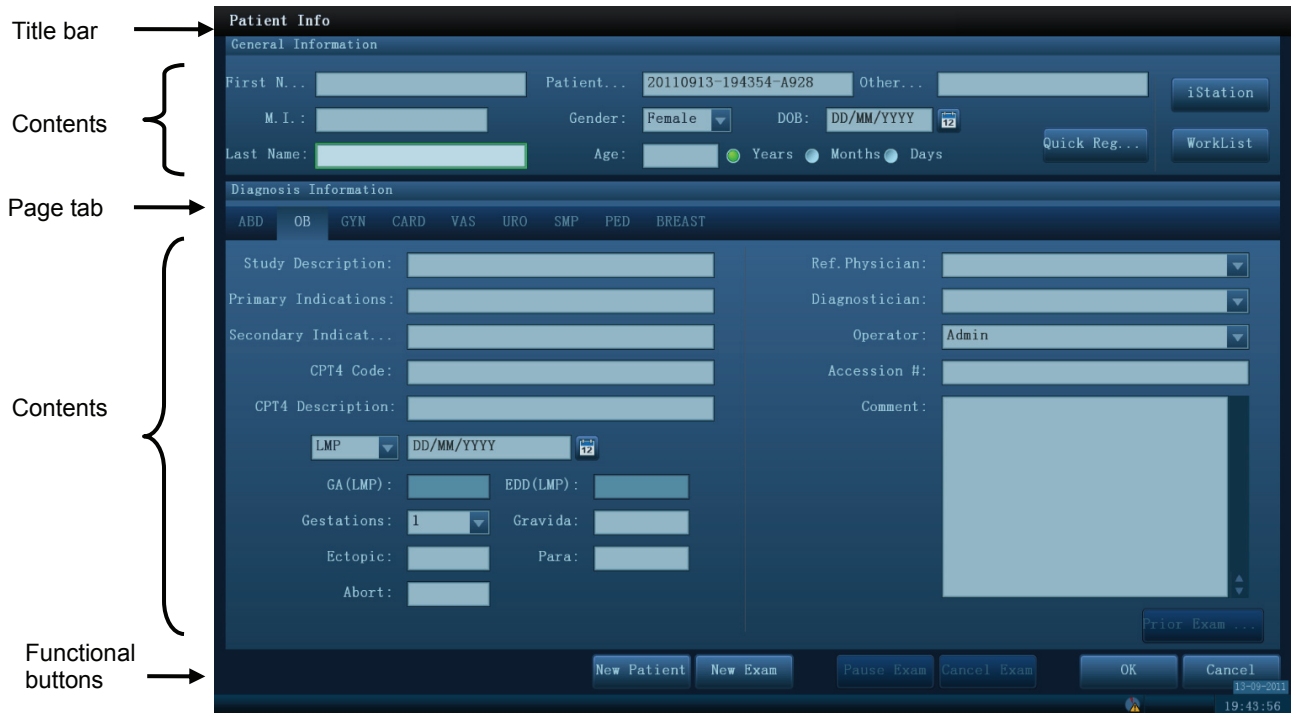 Title bar
Patient Info
General Information
Contents
First N... Patient... 20110913-194354-A928 Other... iStation
M.I.: Gender: Female DOB: DD/MM/YYYY 12
Last Name: Age: Years Months Days Quick Reg... WorkList
Page tab
Diagnosis Information
ABD OB GYN CARD VAS URO SMP PED BREAST
Contents
Study Description: Ref.Physician:
Primary Indications: Diagnostician:
Secondary Indicat... Operator: Admin
CPT4 Code: Accession #:
CPT4 Description: Comment:
LMP DD/MM/YYYY 12
GA(LMP): EDD(LMP):
Gestations: 1 Gravida:
Ectopic: Para:
Abort:
Prior Exam ...
Functional
buttons
New Patient New Exam Pause Exam Cancel Exam OK Cancel
13-09-2011
19:43:56